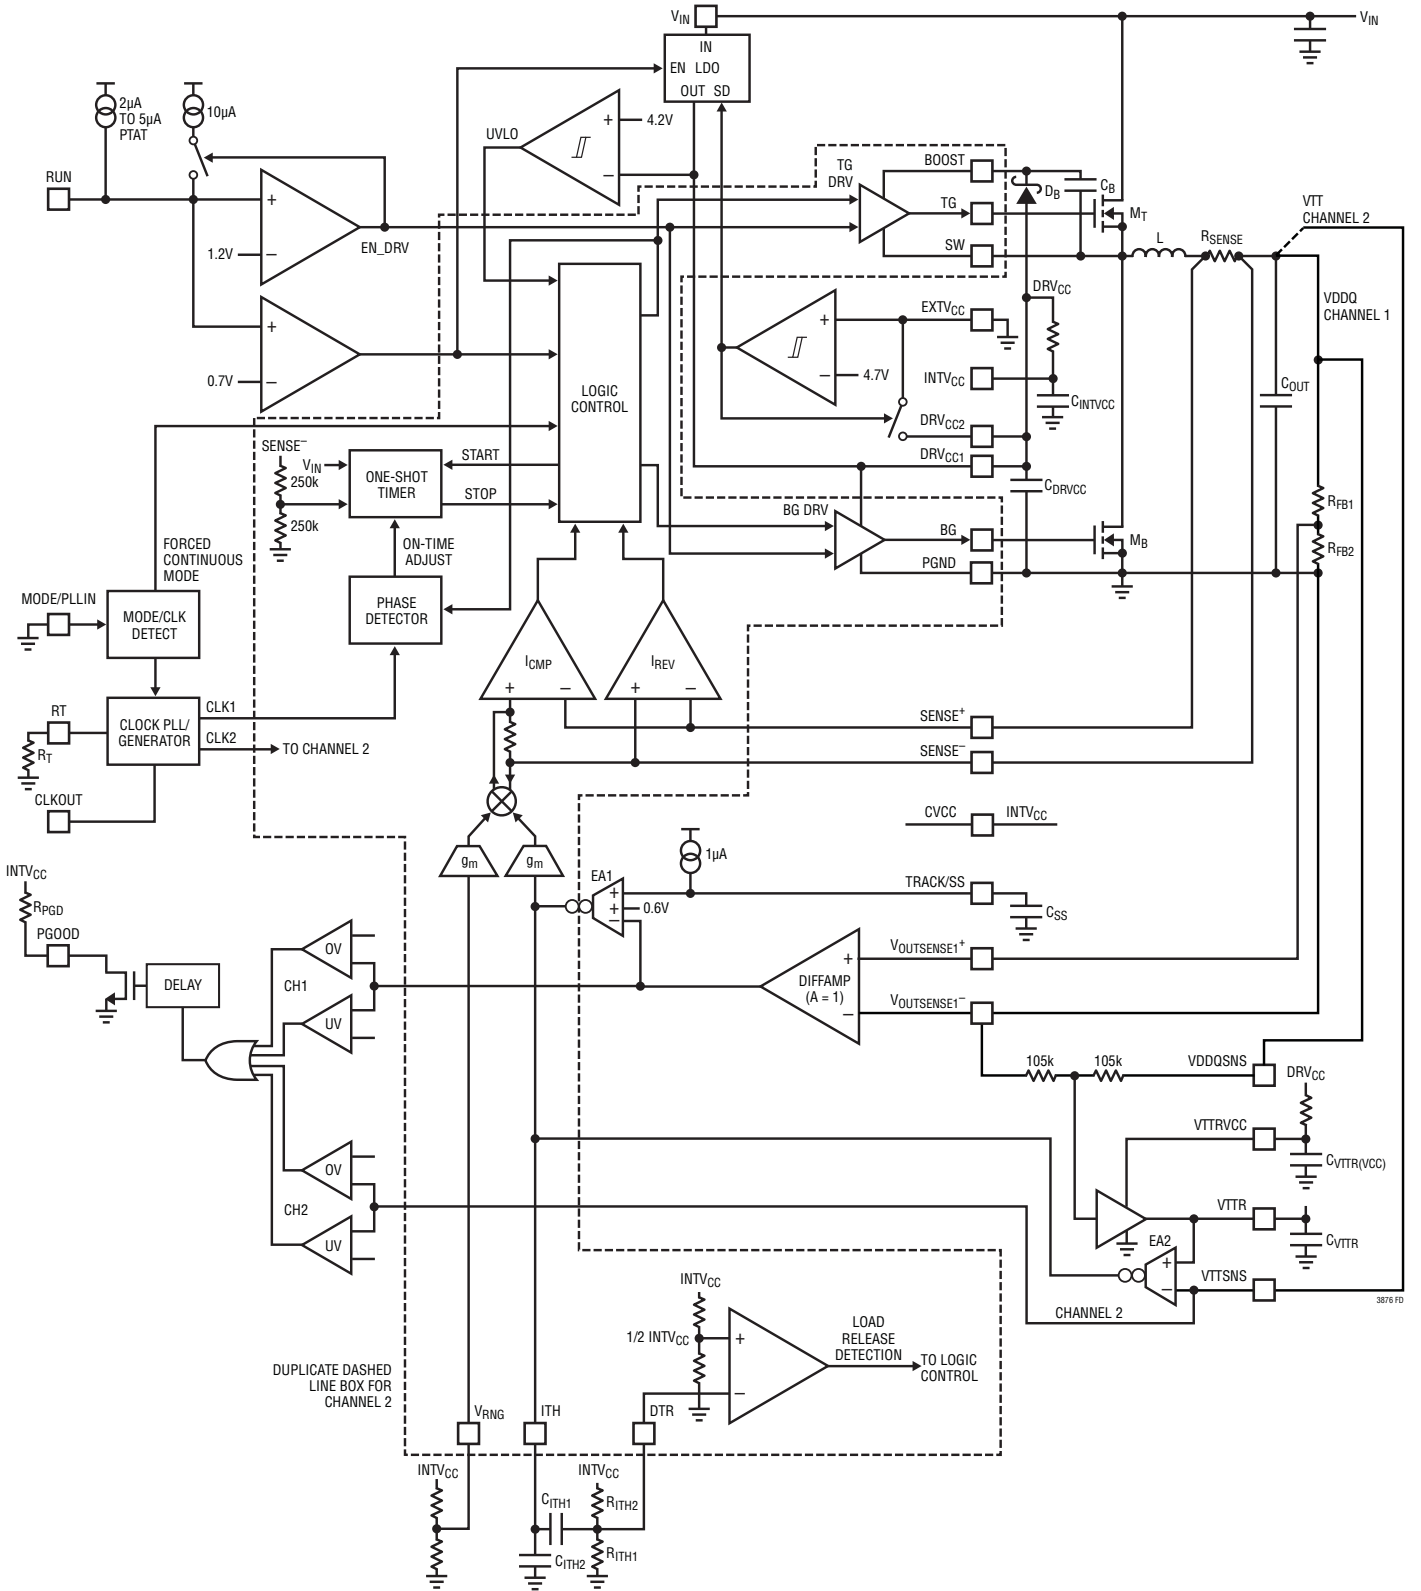 VIN
VIN
IN
EN LDO
OUT SD
2µA
TO 5µA
PTAT
10µA
RUN
+
1.2V
–
EN_DRV
+
0.7V
–
UVLO
+
4.2V
–
TG
DRV
BOOST
TG
SW
DB
CB
MT
L
RSENSE
VTT
CHANNEL 2
VDDQ
CHANNEL 1
DRVCC
EXTVCC
+
–
4.7V
INTVCC
CINTVCC
DRVCC2
DRVCC1
CDRVCC
COUT
LOGIC
CONTROL
SENSE–
VIN
250k
250k
ONE-SHOT
TIMER
START
STOP
ON-TIME
ADJUST
PHASE
DETECTOR
FORCED
CONTINUOUS
MODE
BG DRV
BG
PGND
MB
RFB1
RFB2
MODE/PLLIN
MODE/CLK
DETECT
RT
RT
CLOCK PLL/
GENERATOR
CLK1
CLK2
TO CHANNEL 2
CLKOUT
ICMP
+ –
IREV
+ –
SENSE+
SENSE–
CVCC
INTVCC
gm
gm
EA1
+
+
–
0.6V
1µA
TRACK/SS
CSS
INTVCC
RPGD
PGOOD
DELAY
OV
CH1
UV
DIFFAMP
(A = 1)
+
–
VOUTSENSE1+
VOUTSENSE1–
105k
105k
VDDQSNS
DRVCC
VTTRVCC
CVTTR(VCC)
OV
CH2
UV
VTTR
CVTTR
EA2
+
–
VTTSNS
3876 FD
CHANNEL 2
INTVCC
1/2 INTVCC
+
–
LOAD
RELEASE
DETECTION
TO LOGIC
CONTROL
DUPLICATE DASHED
LINE BOX FOR
CHANNEL 2
VRNG
ITH
DTR
INTVCC
INTVCC
CITH1
RITH2
CITH2
RITH1